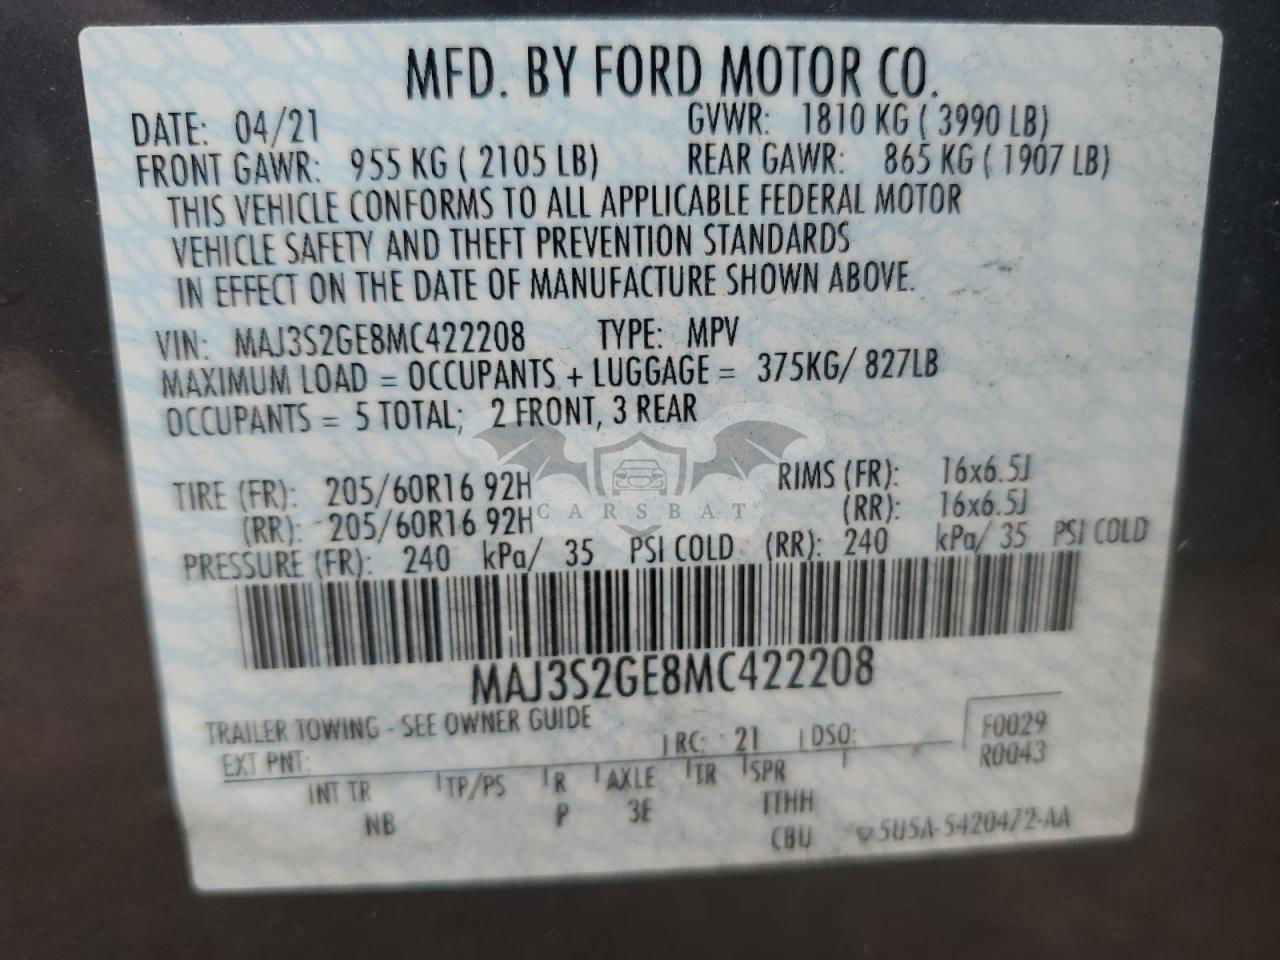 MFD. BY FORD MOTOR CO.
DATE: 04/21 GVWR: 1810 KG ( 3990 LB)
FRONT GAWR: 955 KG ( 2105 LB) REAR GAWR: 865 KG ( 1907 LB)
THIS VEHICLE CONFORMS TO ALL APPLICABLE FEDERAL MOTOR
VEHICLE SAFETY AND THEFT PREVENTION STANDARDS
IN EFFECT ON THE DATE OF MANUFACTURE SHOWN ABOVE.
VIN: MAJ3S2GE8MC422208 TYPE: MPV
MAXIMUM LOAD = OCCUPANTS + LUGGAGE = 375KG/ 827LB
OCCUPANTS = 5 TOTAL; 2 FRONT, 3 REAR
TIRE (FR): 205/60R16 92H RIMS (FR): 16x6.5J
(RR): 205/60R16 92H (RR): 16x6.5J
CARSBAT
PRESSURE (FR): 240 kPa/ 35 PSI COLD (RR): 240 kPa/ 35 PSI COLD
MAJ3S2GE8MC422208
TRAILER TOWING - SEE OWNER GUIDE
EXT PNT: RC: 21 DSO: F0029
R0043
INT TR TP/PS R AXLE TR SPR
NB P 3E TTHH
CBU 5U5A-5420472-AA